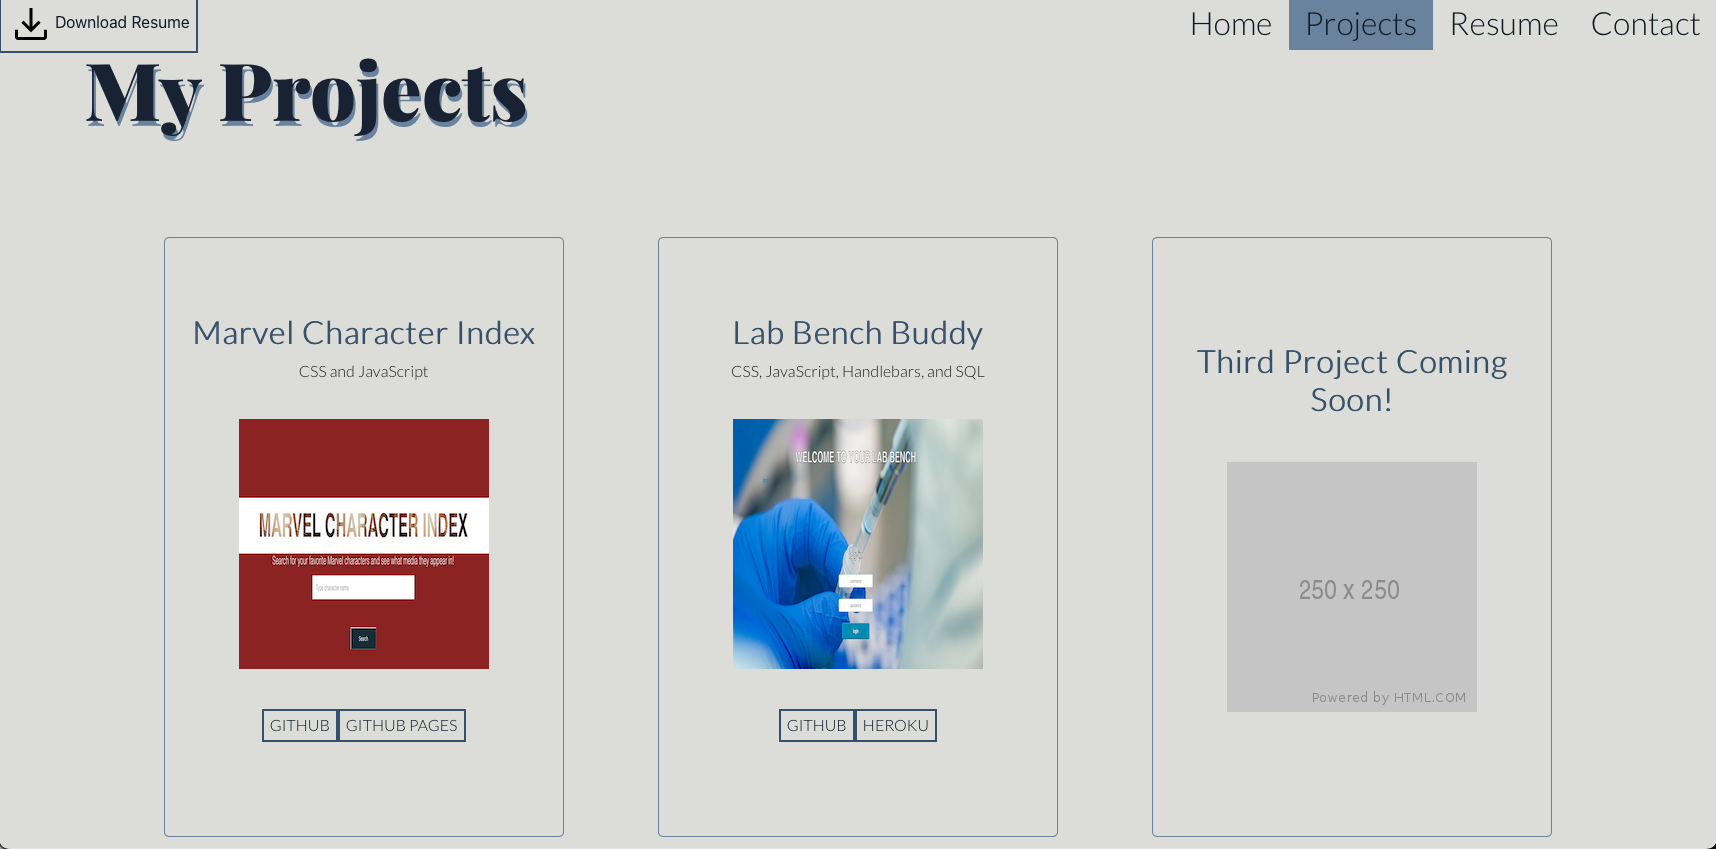 Download Resume
Home Projects Resume Contact
My Projects
Marvel Character Index
CSS and JavaScript
MARVEL CHARACTER INDEX
Search for your favorite Marvel characters and see what media they appear in!
Type character name
Search
GITHUB GITHUB PAGES
Lab Bench Buddy
CSS, JavaScript, Handlebars, and SQL
WELCOME TO YOUR LAB BENCH
username
password
login
GITHUB HEROKU
Third Project Coming
Soon!
250 x 250
Powered by HTML.COM